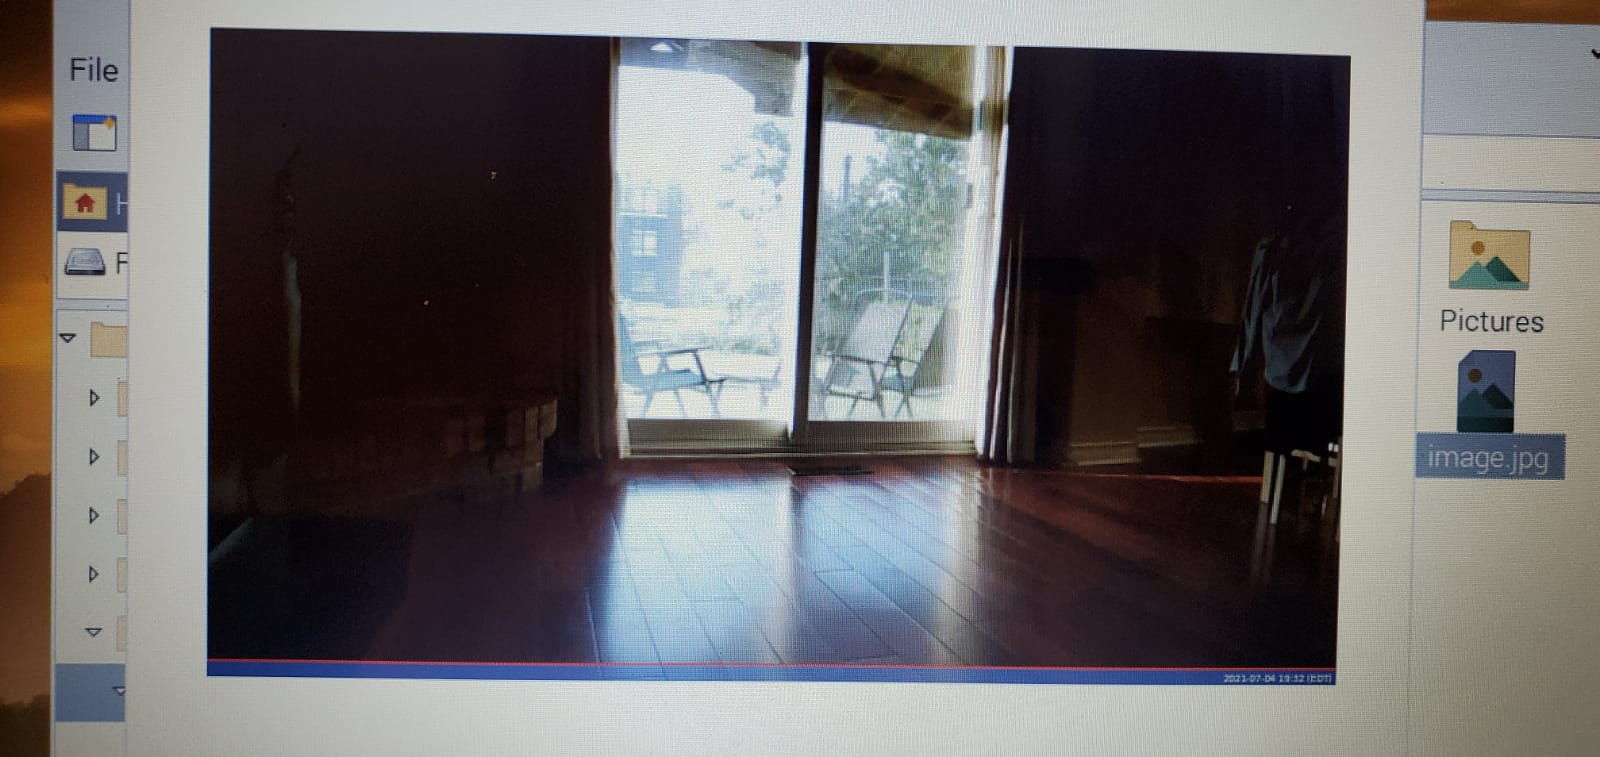 File
H
F
Pictures
image.jpg
2021-07-04 19:32 (EDT)